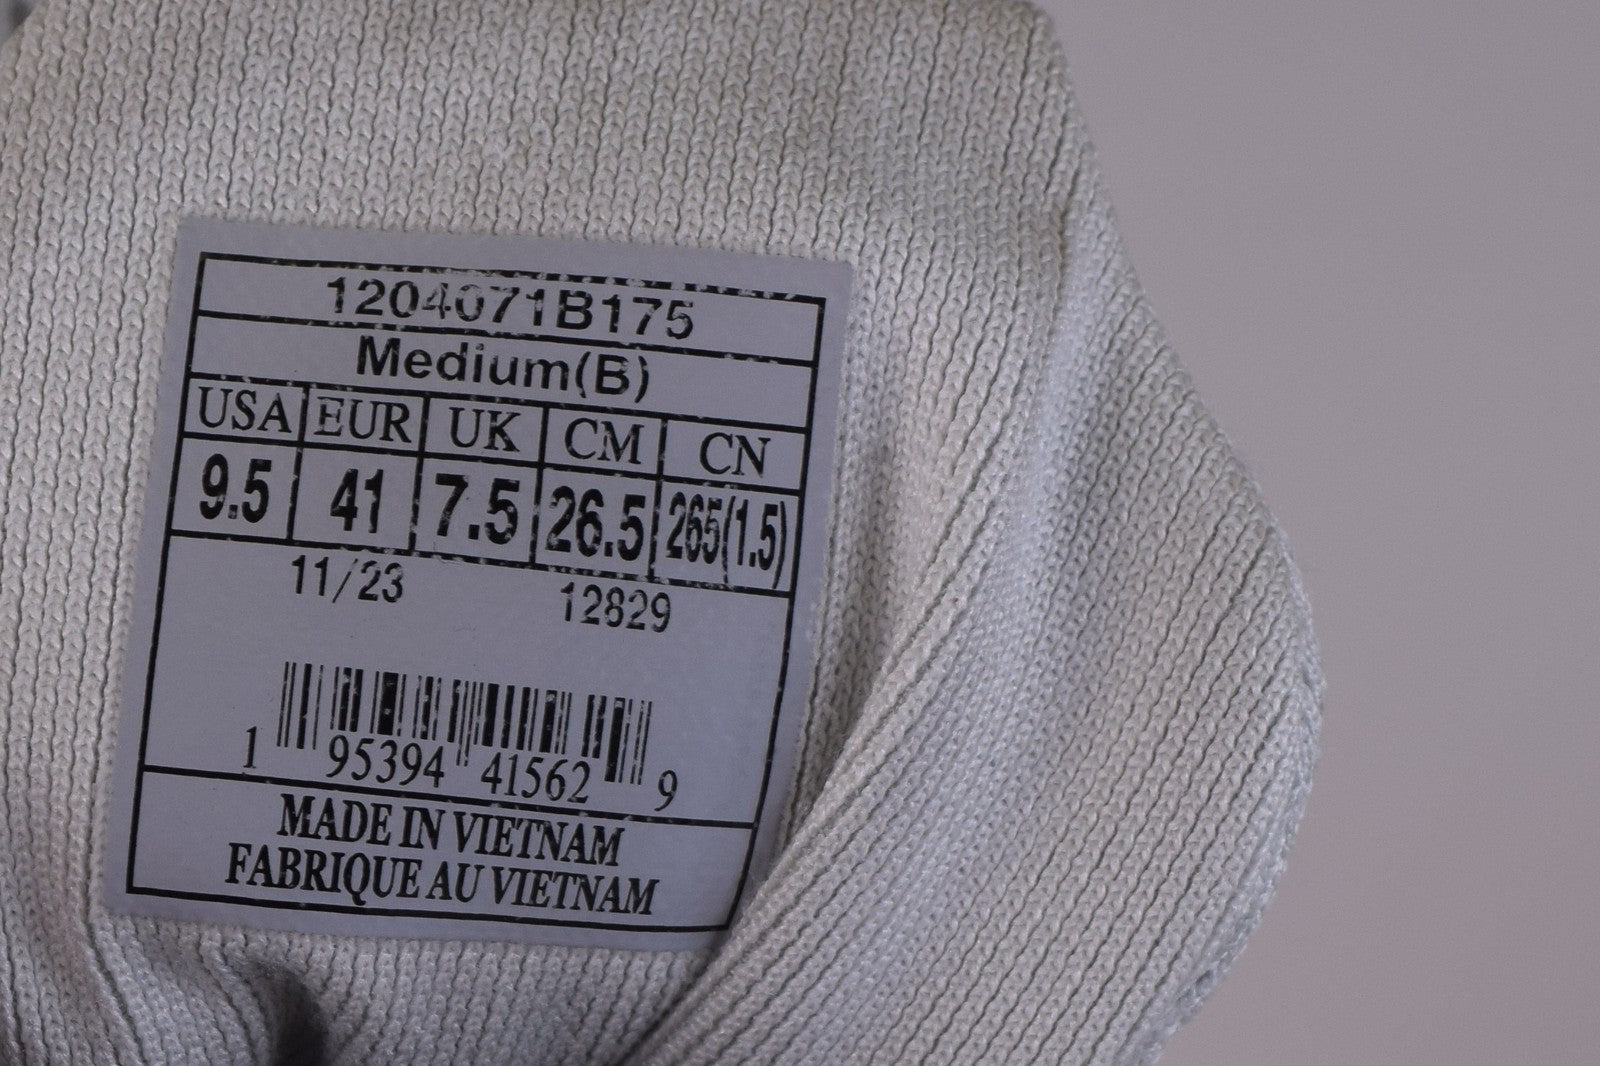 1204071B175
Medium(B)
USA EUR UK CM CN
9.5 41 7.5 26.5 265(1.5)
11/23 12829
1 95394 41562 9
MADE IN VIETNAM
FABRIQUE AU VIETNAM